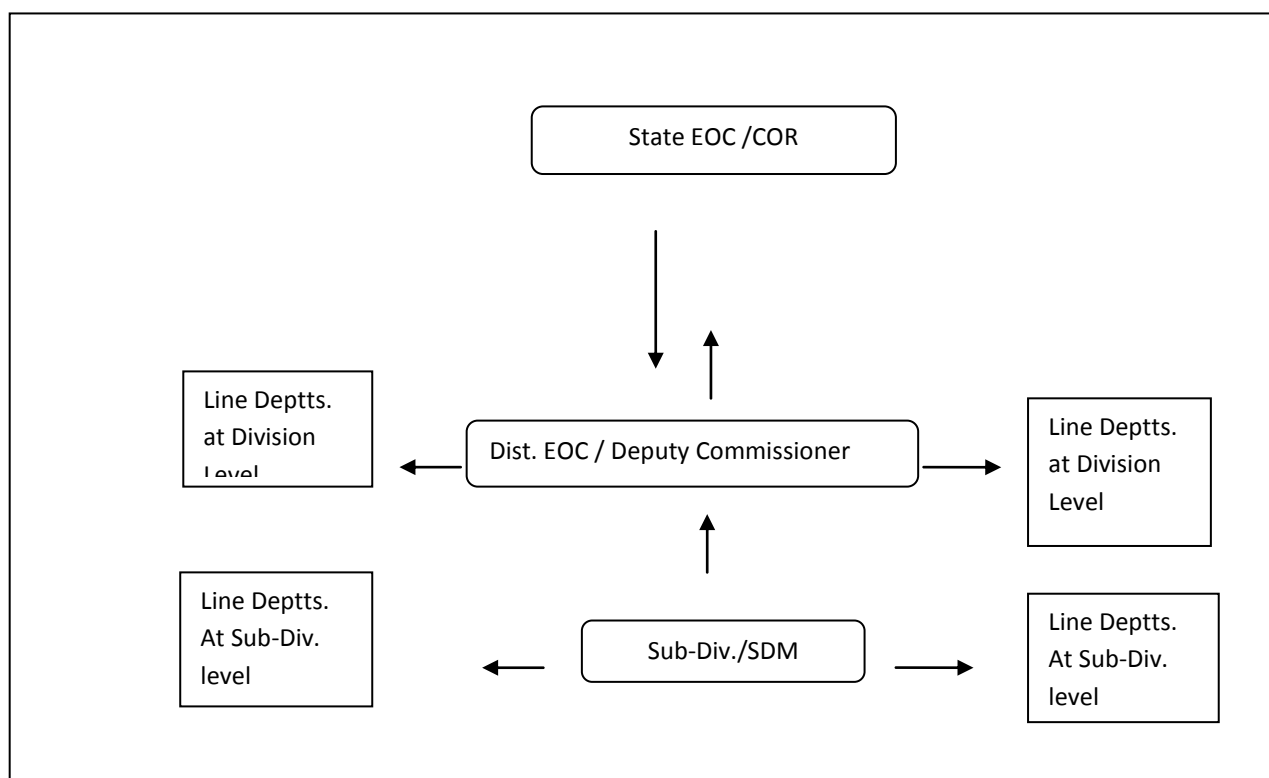 State EOC /COR
Line Deptts.
at Division
Level
Dist. EOC / Deputy Commissioner
Line Deptts.
at Division
Level
Line Deptts.
At Sub-Div.
level
Sub-Div./SDM
Line Deptts.
At Sub-Div.
level